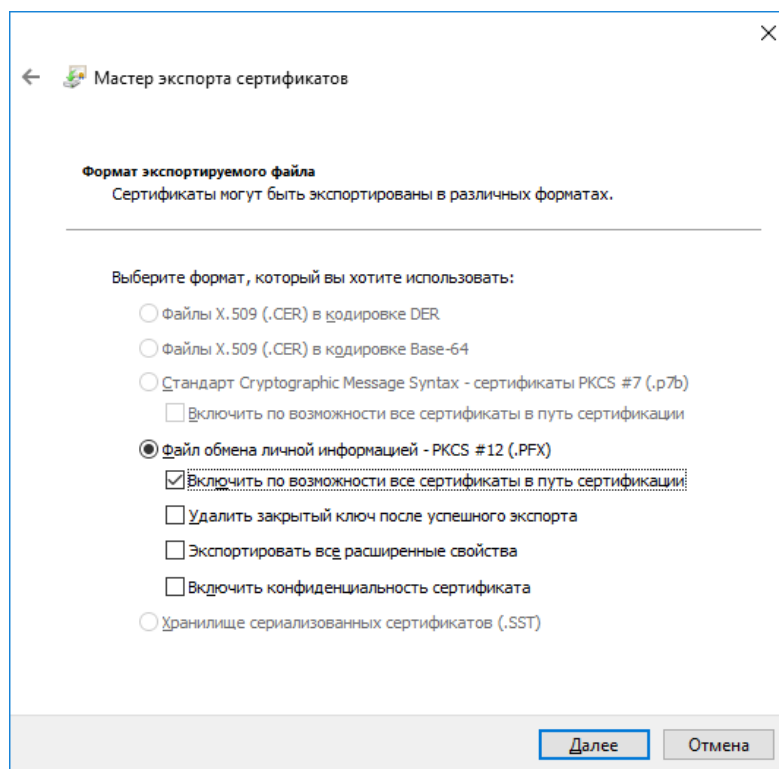 Мастер экспорта сертификатов
Формат экспортируемого файла
Сертификаты могут быть экспортированы в различных форматах.
Выберите формат, который вы хотите использовать:
Файлы X.509 (.CER) в кодировке DER
Файлы X.509 (.CER) в кодировке Base-64
Стандарт Cryptographic Message Syntax - сертификаты PKCS #7 (.p7b)
Включить по возможности все сертификаты в путь сертификации
Файл обмена личной информацией - PKCS #12 (.PFX)
Включить по возможности все сертификаты в путь сертификации
Удалить закрытый ключ после успешного экспорта
Экспортировать все расширенные свойства
Включить конфиденциальность сертификата
Хранилище сериализованных сертификатов (.SST)
Далее
Отмена